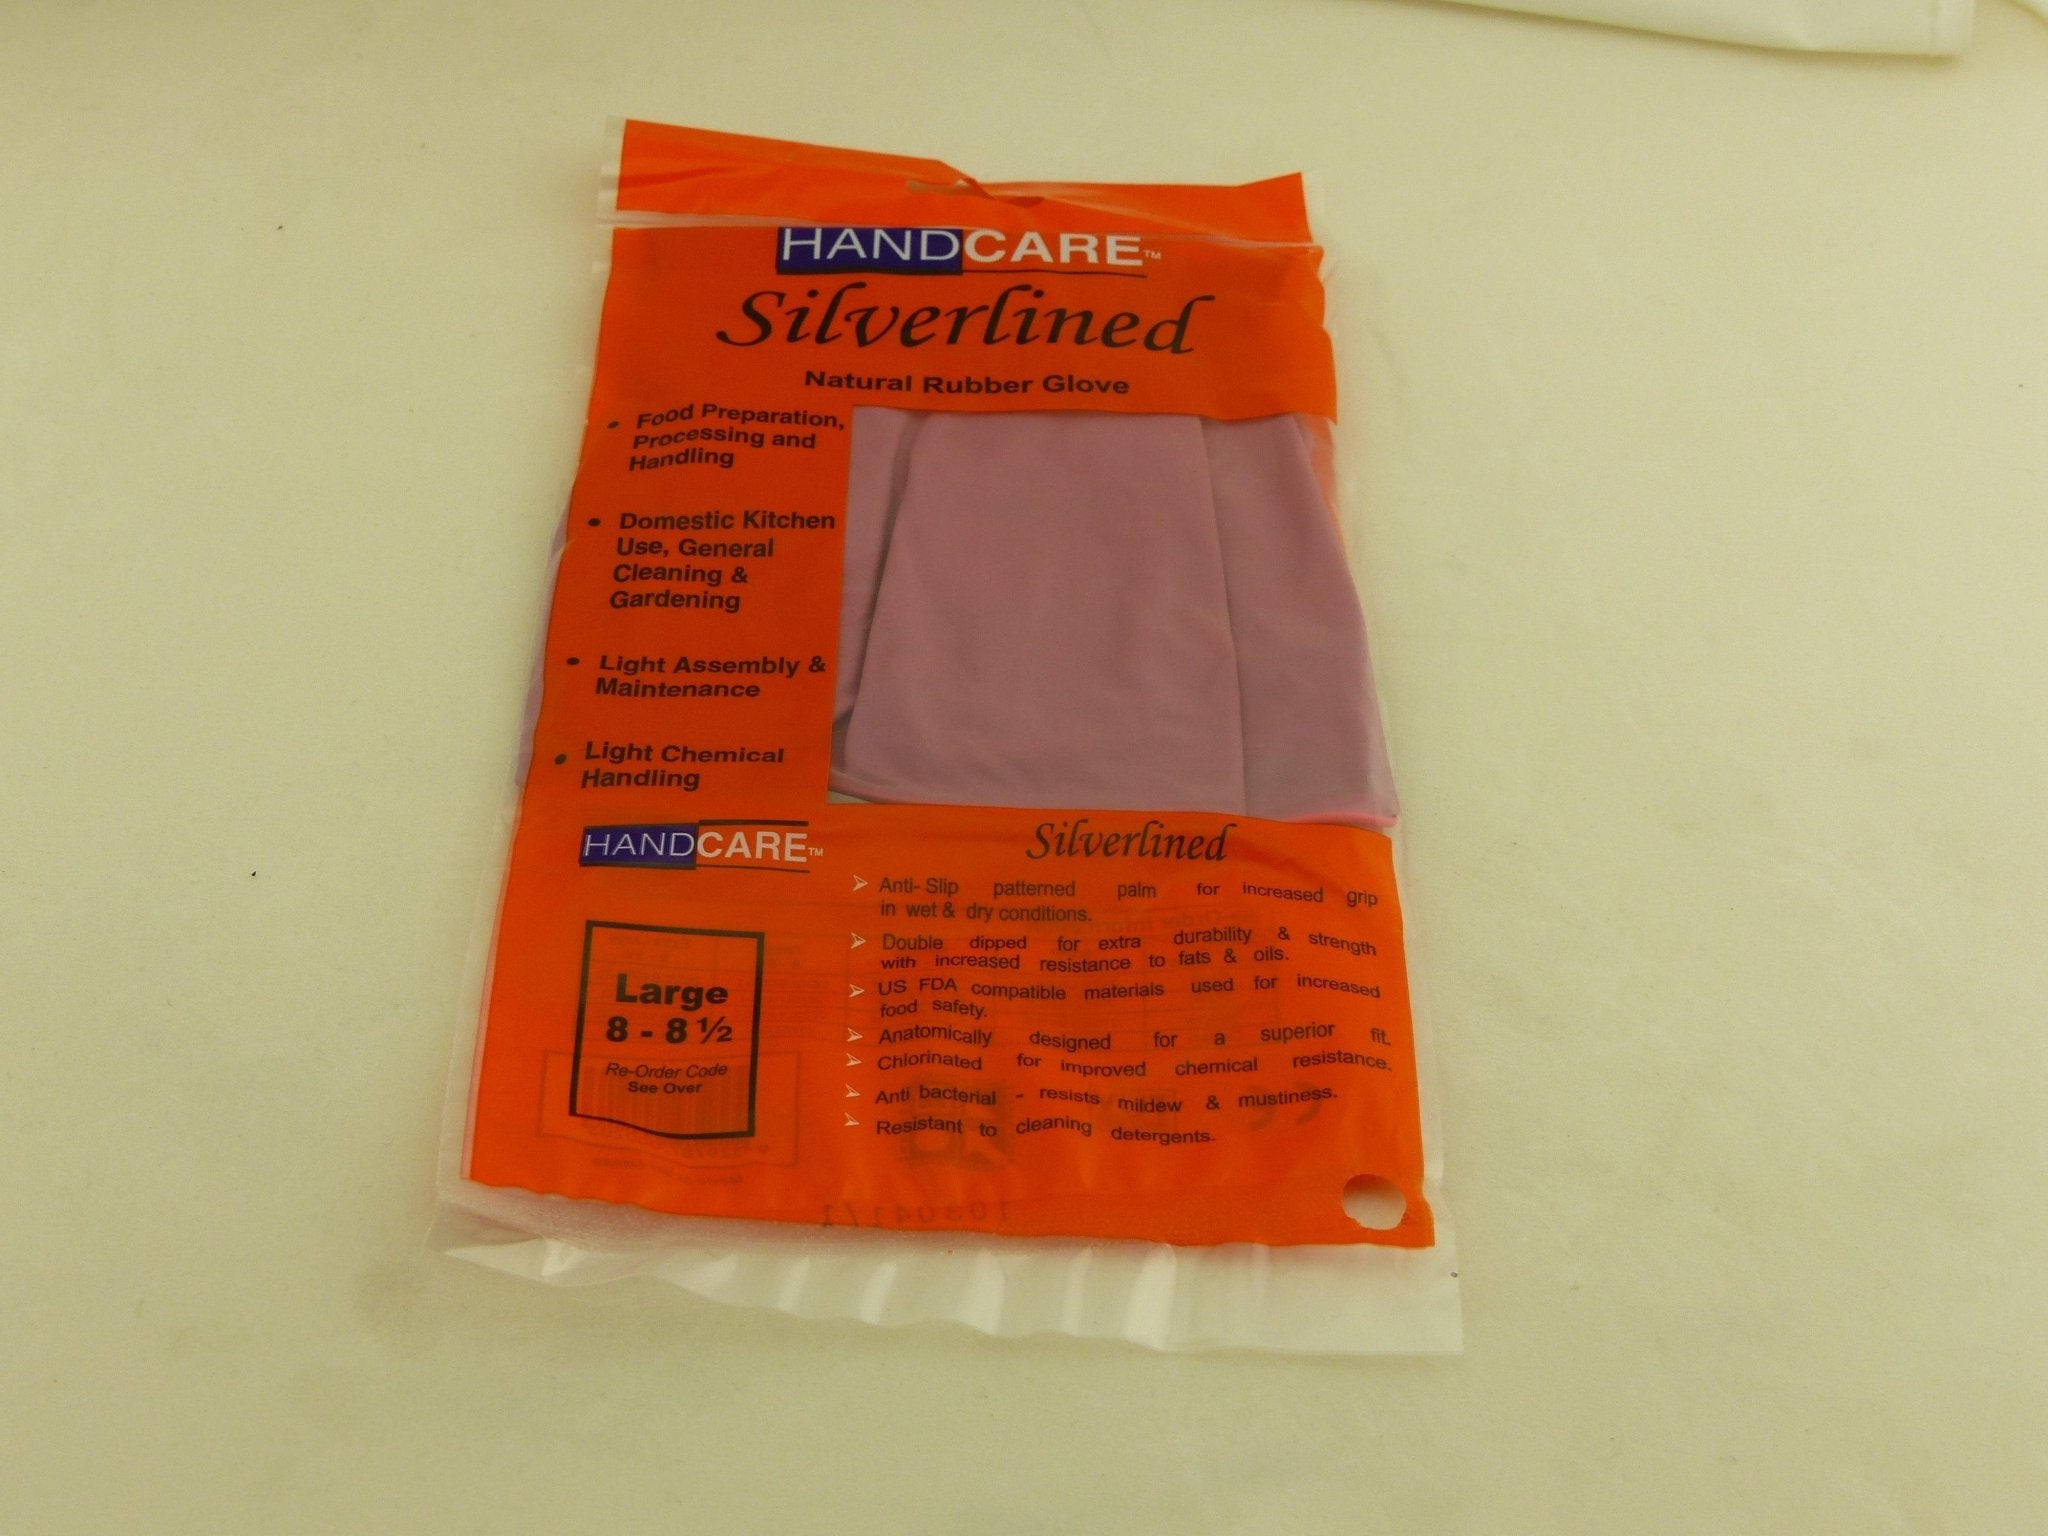 HANDCARE™
Silverlined
Natural Rubber Glove
• Food Preparation,
Processing and
Handling
• Domestic Kitchen
Use, General
Cleaning &
Gardening
• Light Assembly &
Maintenance
• Light Chemical
Handling
HANDCARE™
Large
8 - 8 ½
Re-Order Code
See Over
Silverlined
➢ Anti- Slip patterned palm for increased grip
in wet & dry conditions.
➢ Double dipped for extra durability & strength
with increased resistance to fats & oils.
➢ US FDA compatible materials used for increased
food safety.
➢ Anatomically designed for a superior fit.
➢ Chlorinated for improved chemical resistance.
➢ Anti bacterial - resists mildew & mustiness.
➢ Resistant to cleaning detergents.